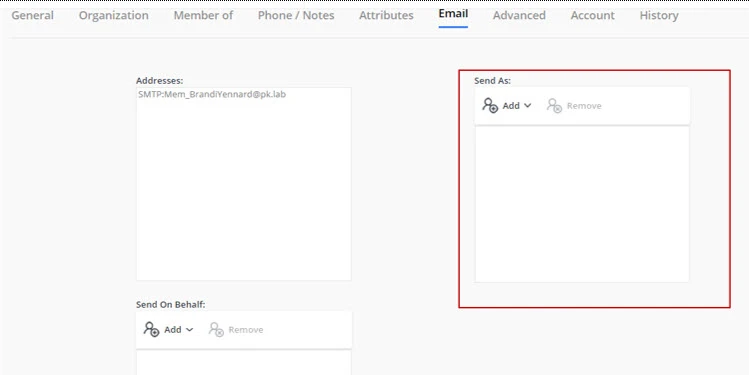 General Organization Member of Phone / Notes Attributes Email Advanced Account History
Addresses:
SMTP:Mem_BrandiYennard@pk.lab
Send As:
Add Remove
Send On Behalf:
Add Remove